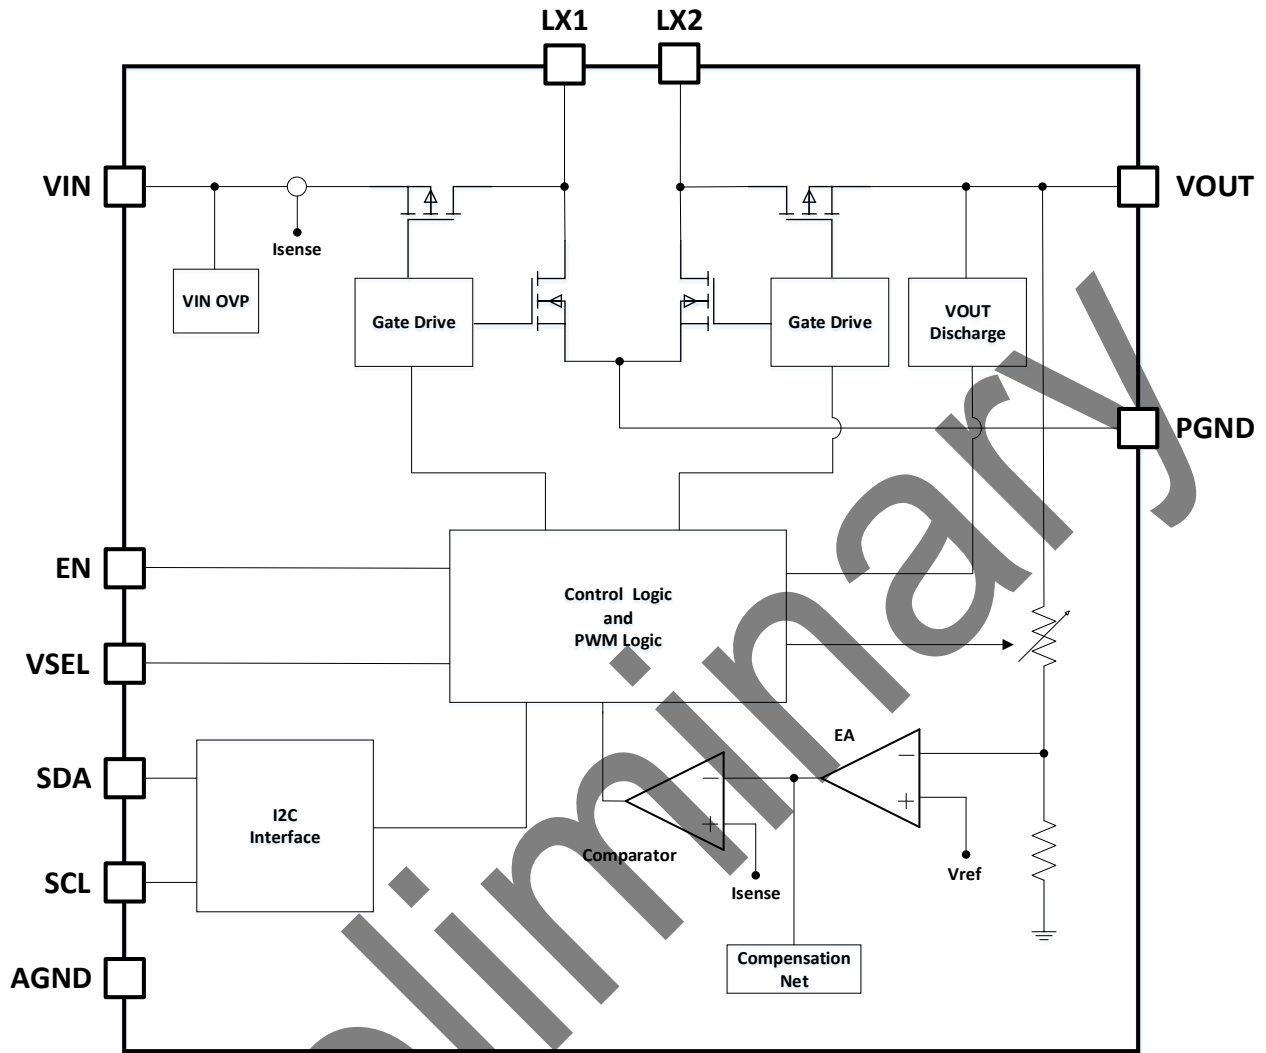 LX1 LX2
VIN
VOUT
Isense
VIN OVP
Gate Drive
Gate Drive
VOUT
Discharge
PGND
EN
Control Logic
and
PWM Logic
VSEL
EA
SDA
I2C
Interface
Comparator
SCL
Isense
Vref
Compensation
Net
AGND
liminary